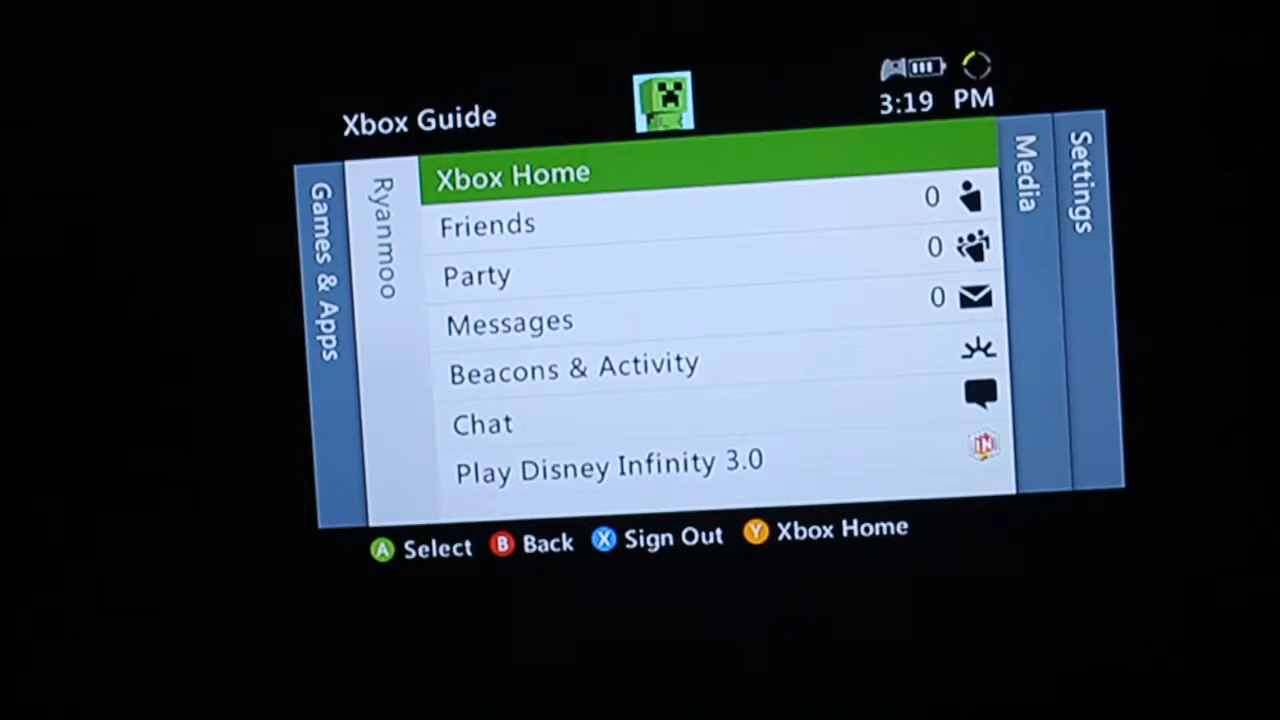 Xbox Guide
3:19 PM
Games & Apps
Ryanmoo
Xbox Home
Friends 0
Party 0
Messages 0
Beacons & Activity
Chat
Play Disney Infinity 3.0
IN
Media
Settings
A Select B Back X Sign Out Y Xbox Home